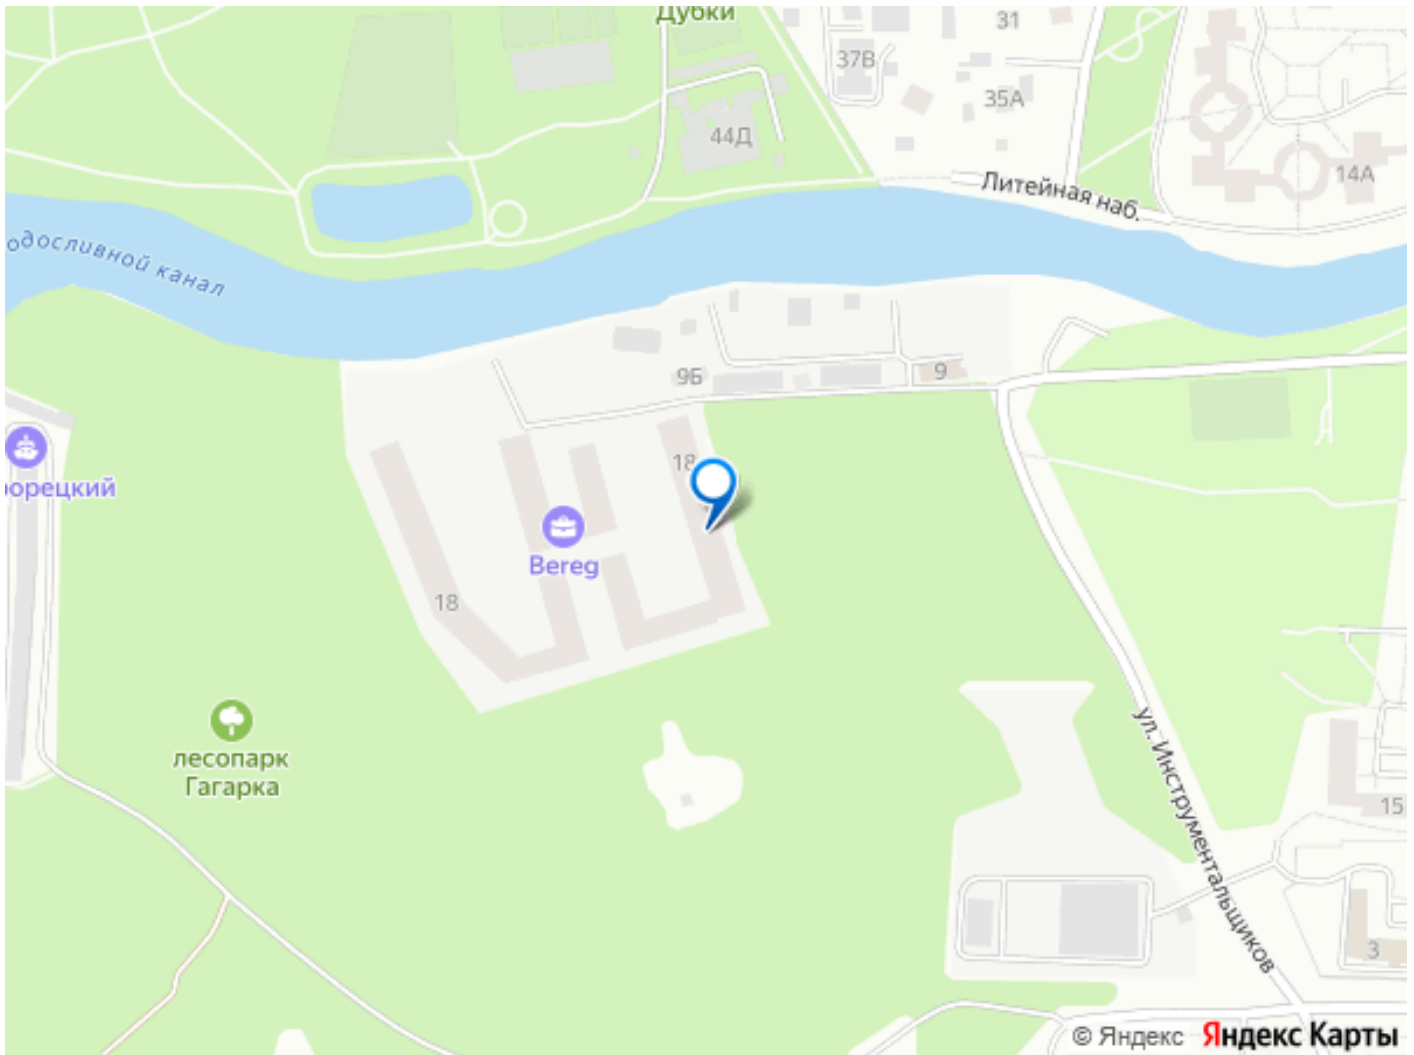 Дубки
31
37В
35А
44Д
14А
Литейная наб.
досливной канал
9Б
9
18
18
Bereg
орецкий
лесопарк
Гагарка
ул. Инструментальщиков
15
3
© Яндекс Яндекс Карты